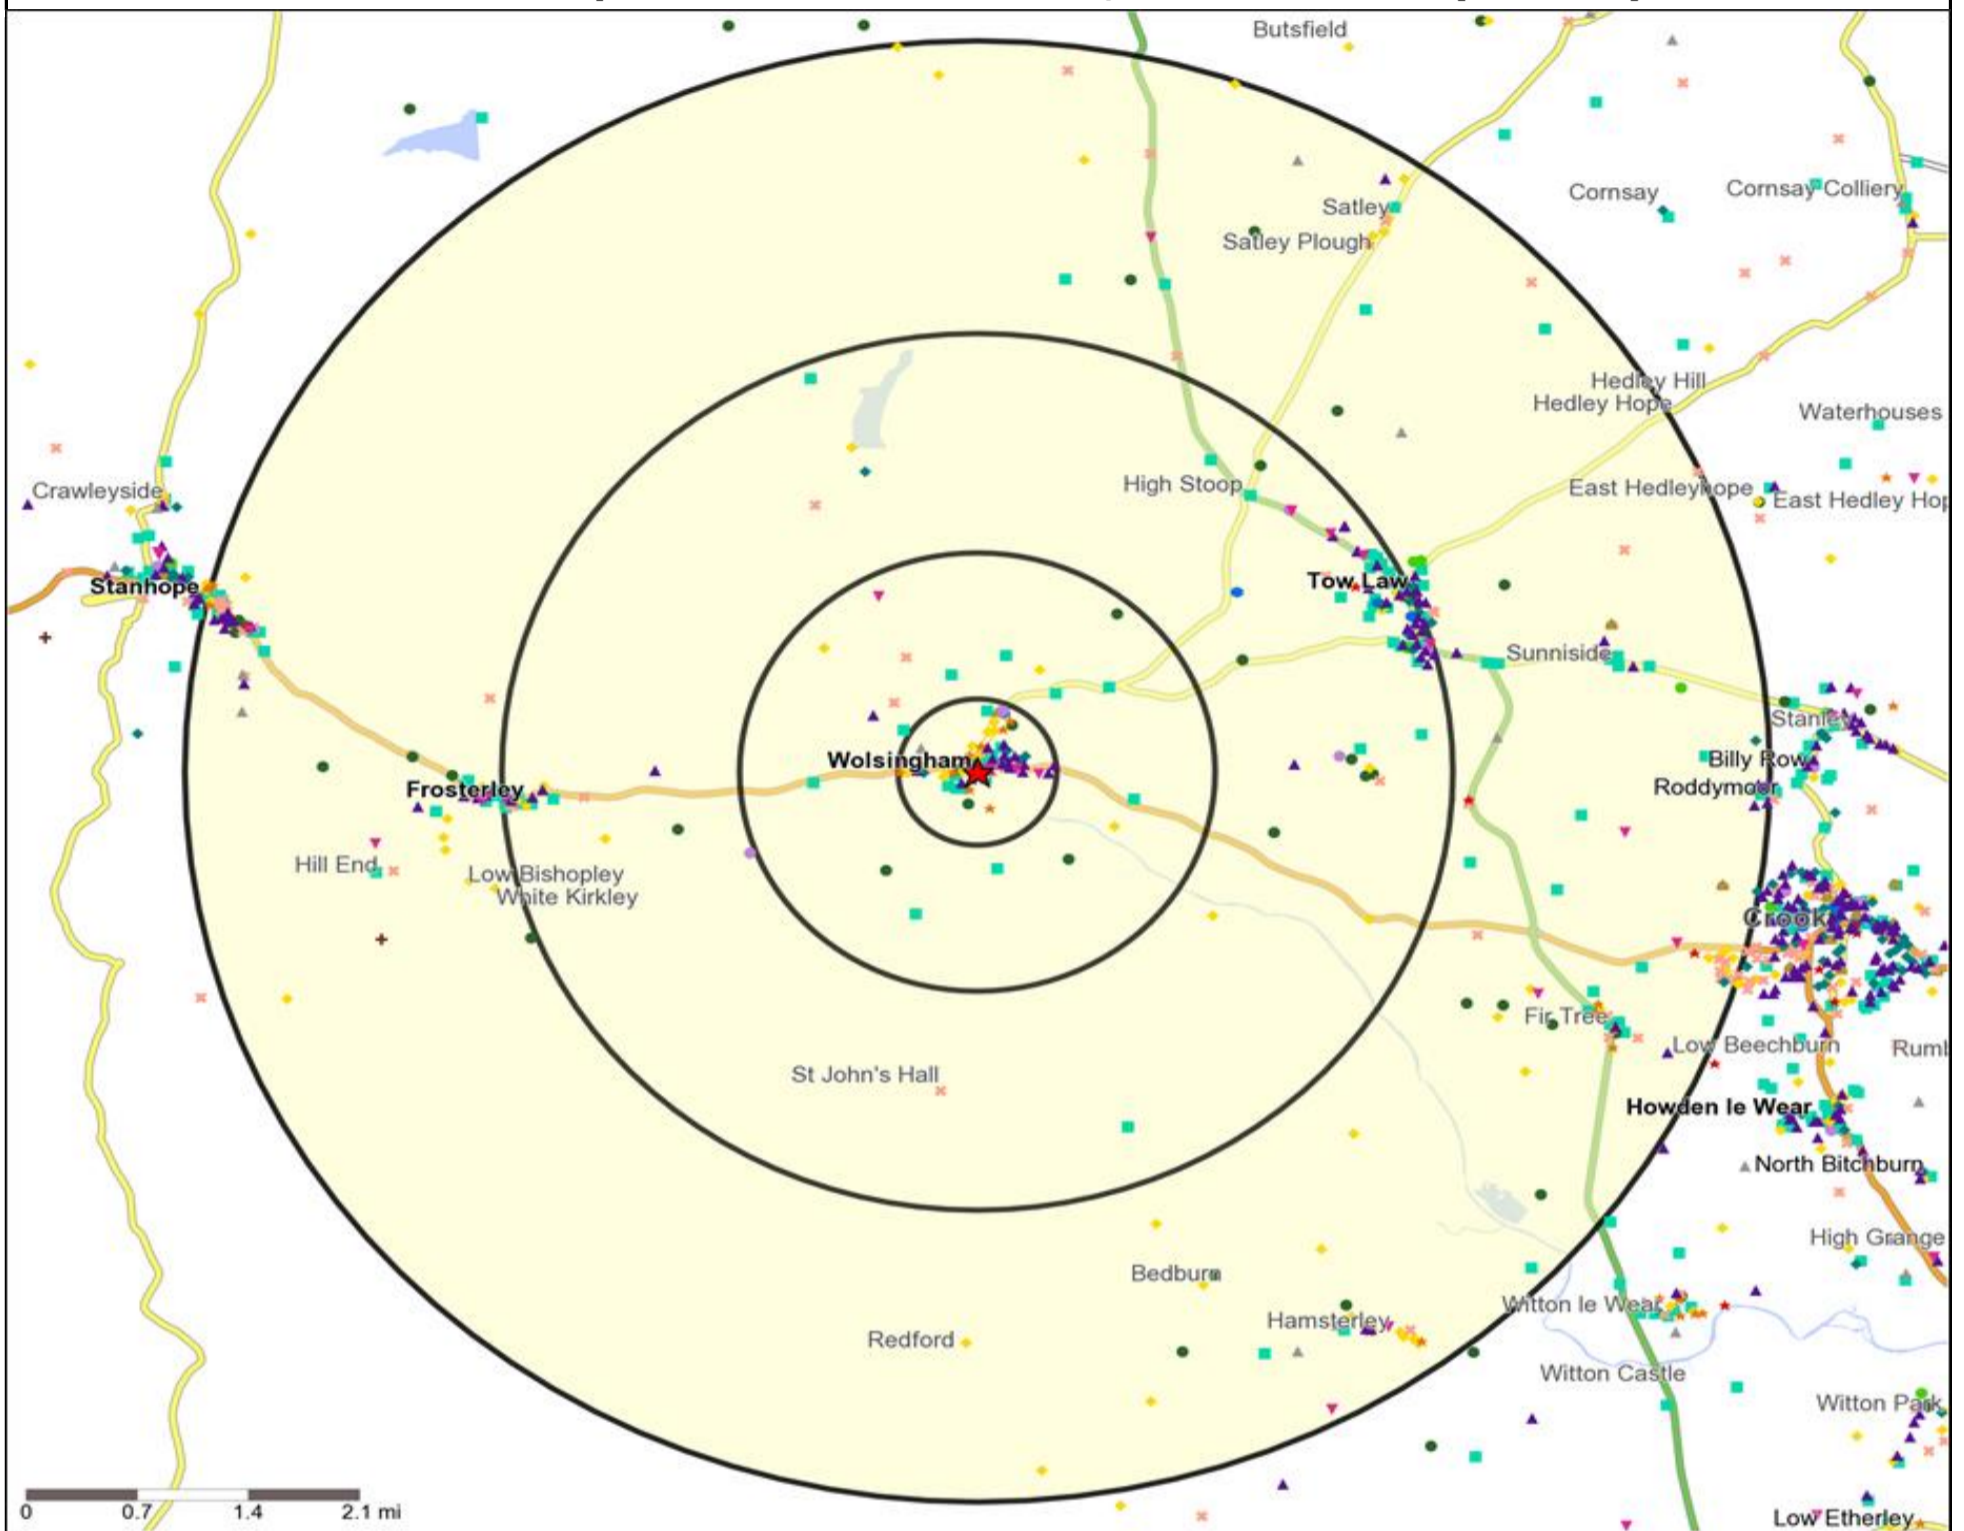 Butsfield
Cornsay
Cornsay Colliery
Satley
Satley Plough
Hedley Hill
Hedley Hope
Waterhouses
Crawleyside
High Stoop
East Hedleyhope
East Hedley Hop
Stanhope
Tow Law
Sunniside
Stanley
Wolsingham
Billy Row
Frosterley
Roddymoor
Hill End
Low Bishopley
White Kirkley
Crook
Fir Tree
Low Beechburn
Rumb
St John's Hall
Howden le Wear
North Bitchburn
High Grange
Bedburn
Witton le Wear
Hamsterley
Redford
Witton Castle
Witton Park
0 0.7 1.4 2.1 mi
Low Etherley